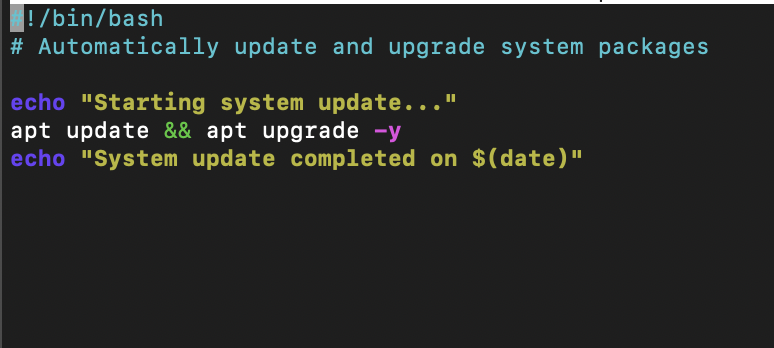 #!/bin/bash
# Automatically update and upgrade system packages
echo "Starting system update..."
apt update && apt upgrade -y
echo "System update completed on $(date)"